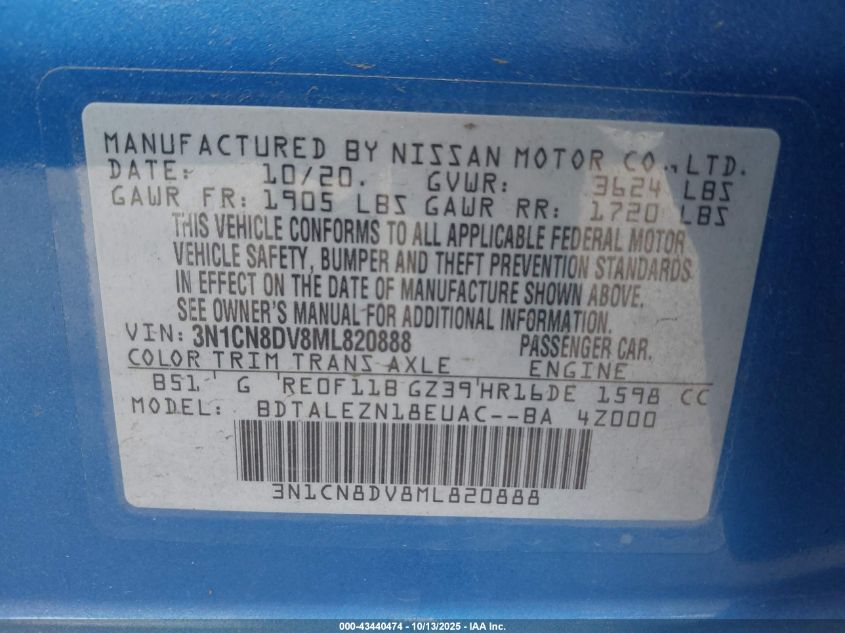 MANUFACTURED BY NISSAN MOTOR CO., LTD.
DATE: 10/20. GVWR: 3624 LBS
GAWR FR: 1905 LBS GAWR RR: 1720 LBS
THIS VEHICLE CONFORMS TO ALL APPLICABLE FEDERAL MOTOR
VEHICLE SAFETY, BUMPER AND THEFT PREVENTION STANDARDS
IN EFFECT ON THE DATE OF MANUFACTURE SHOWN ABOVE.
SEE OWNER'S MANUAL FOR ADDITIONAL INFORMATION.
VIN: 3N1CN8DV8ML820888 PASSENGER CAR.
COLOR TRIM TRANS AXLE ENGINE
B51 G RE0F11B GZ39 HR16DE 1598 CC
MODEL: BDTALEZN18EUAC--BA 4Z000
3N1CN8DV8ML820888
000-43440474 | 10/13/2025 - IAA Inc.